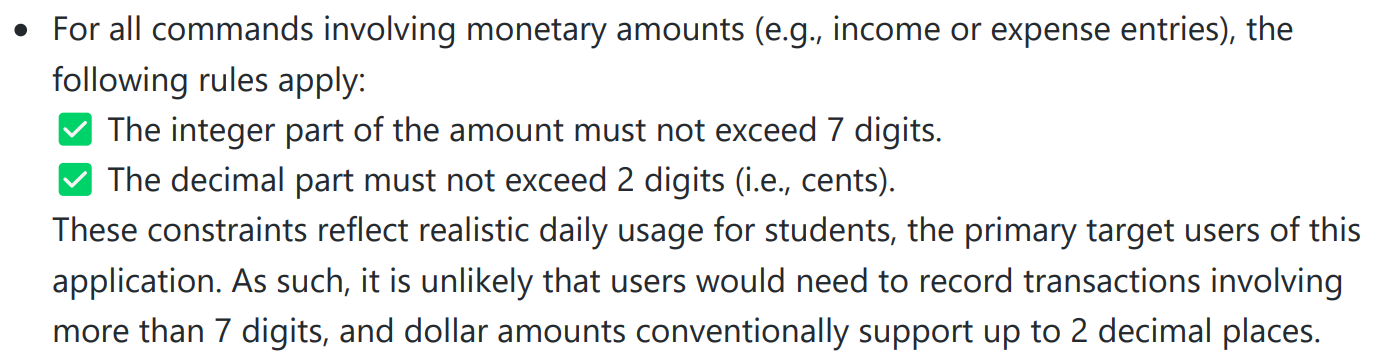 • For all commands involving monetary amounts (e.g., income or expense entries), the
following rules apply:
✅ The integer part of the amount must not exceed 7 digits.
✅ The decimal part must not exceed 2 digits (i.e., cents).
These constraints reflect realistic daily usage for students, the primary target users of this
application. As such, it is unlikely that users would need to record transactions involving
more than 7 digits, and dollar amounts conventionally support up to 2 decimal places.